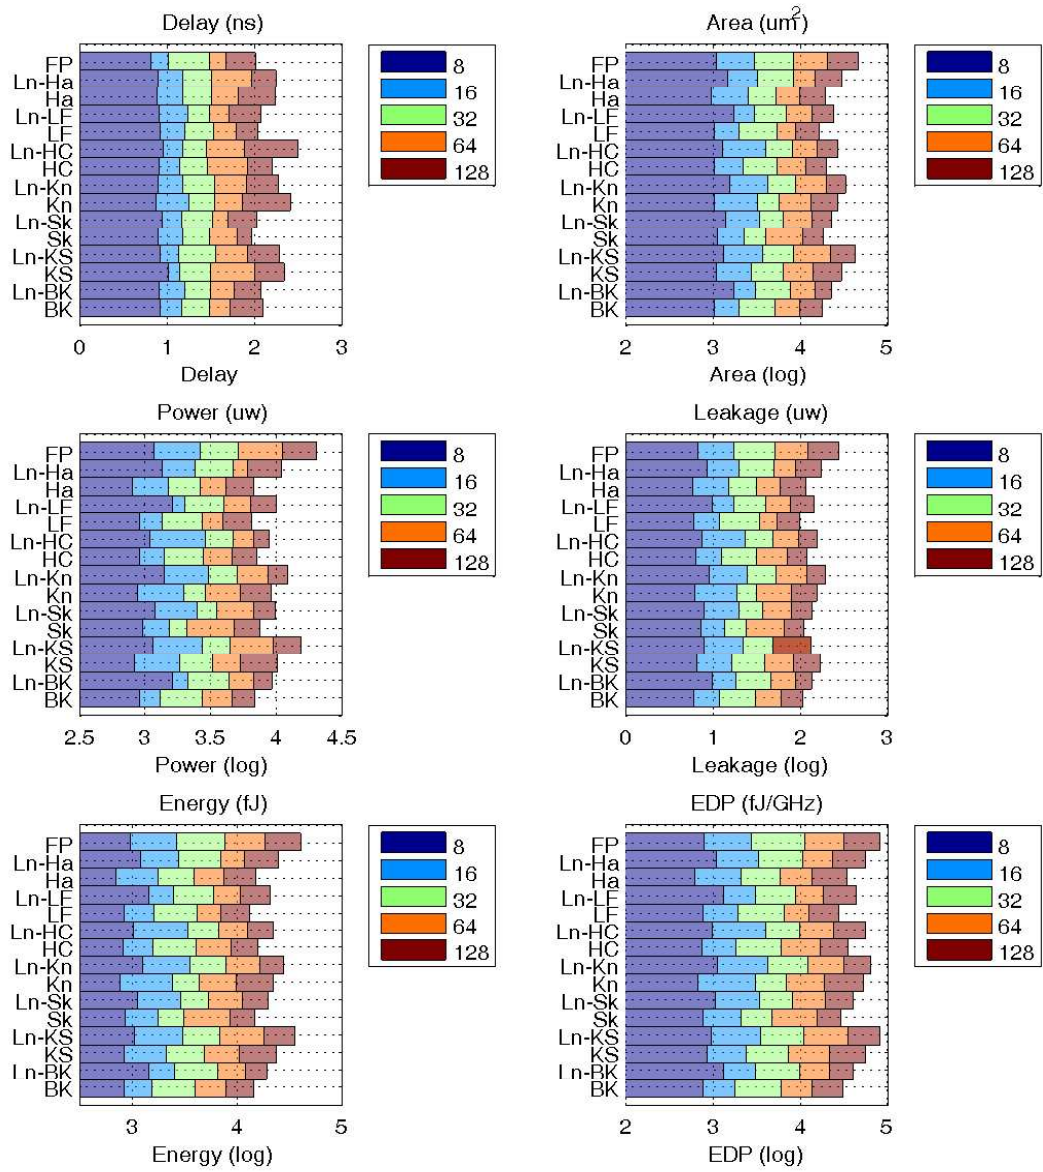 Delay (ns)
FP
Ln-Ha
Ha
Ln-LF
LF
Ln-HC
HC
Ln-Kn
Kn
Ln-Sk
Sk
Ln-KS
KS
Ln-BK
BK
0 1 2 3
Delay
8
16
32
64
128
Area (um²)
FP
Ln-Ha
Ha
Ln-LF
LF
Ln-HC
HC
Ln-Kn
Kn
Ln-Sk
Sk
Ln-KS
KS
Ln-BK
BK
2 3 4 5
Area (log)
8
16
32
64
128
Power (uw)
FP
Ln-Ha
Ha
Ln-LF
LF
Ln-HC
HC
Ln-Kn
Kn
Ln-Sk
Sk
Ln-KS
KS
Ln-BK
BK
2.5 3 3.5 4 4.5
Power (log)
8
16
32
64
128
Leakage (uw)
FP
Ln-Ha
Ha
Ln-LF
LF
Ln-HC
HC
Ln-Kn
Kn
Ln-Sk
Sk
Ln-KS
KS
Ln-BK
BK
0 1 2 3
Leakage (log)
8
16
32
64
128
Energy (fJ)
FP
Ln-Ha
Ha
Ln-LF
LF
Ln-HC
HC
Ln-Kn
Kn
Ln-Sk
Sk
Ln-KS
KS
Ln-BK
BK
3 4 5
Energy (log)
8
16
32
64
128
EDP (fJ/GHz)
FP
Ln-Ha
Ha
Ln-LF
LF
Ln-HC
HC
Ln-Kn
Kn
Ln-Sk
Sk
Ln-KS
KS
Ln-BK
BK
2 3 4 5
EDP (log)
8
16
32
64
128